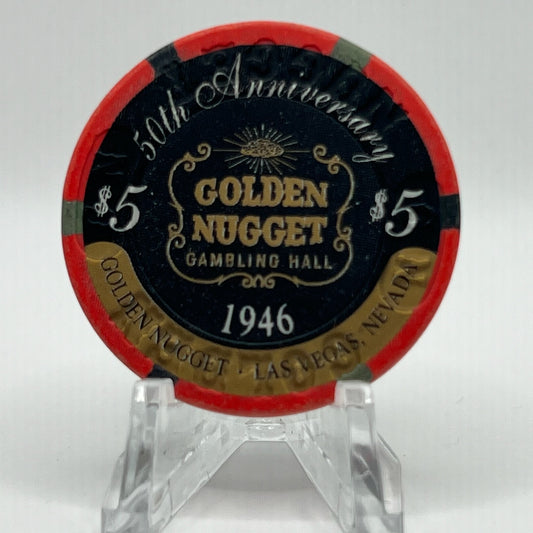 50th Anniversary
$5
GOLDEN
NUGGET
GAMBLING HALL
$5
1946
GOLDEN NUGGET · LAS VEGAS, NEVADA